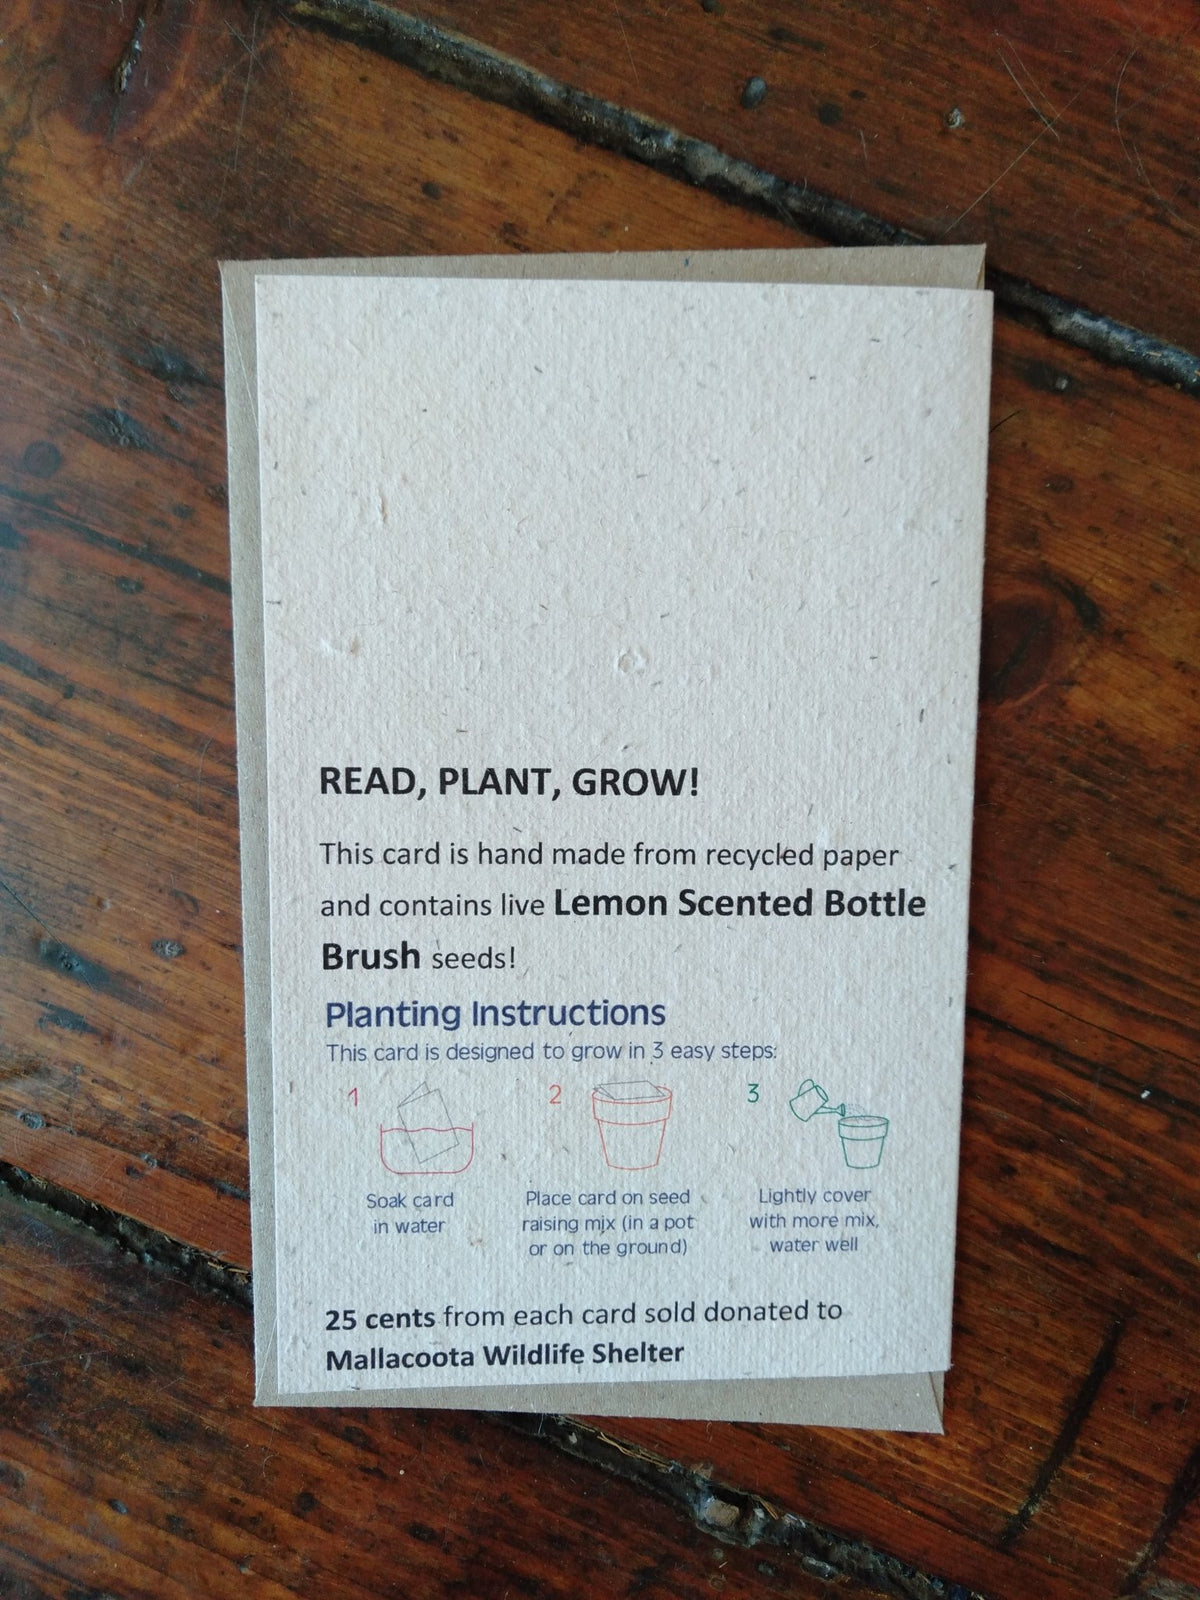 READ, PLANT, GROW!
This card is hand made from recycled paper
and contains live Lemon Scented Bottle
Brush seeds!
Planting Instructions
This card is designed to grow in 3 easy steps:
1
Soak card
in water
2
Place card on seed
raising mix (in a pot
or on the ground)
3
Lightly cover
with more mix,
water well
25 cents from each card sold donated to
Mallacoota Wildlife Shelter